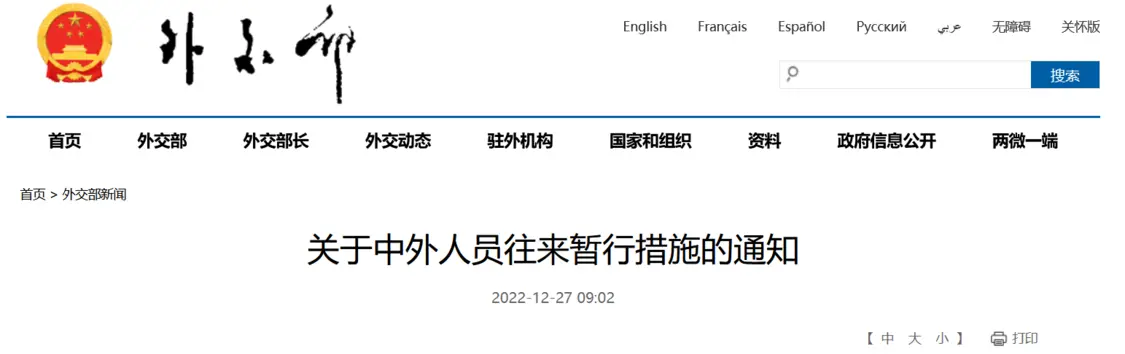 外交部
English Français Español Русский عربي 无障碍 关怀版
搜索
首页 外交部 外交部长 外交动态 驻外机构 国家和组织 资料 政府信息公开 两微一端
首页 > 外交部新闻
关于中外人员往来暂行措施的通知
2022-12-27 09:02
【 中 大 小 】 打印